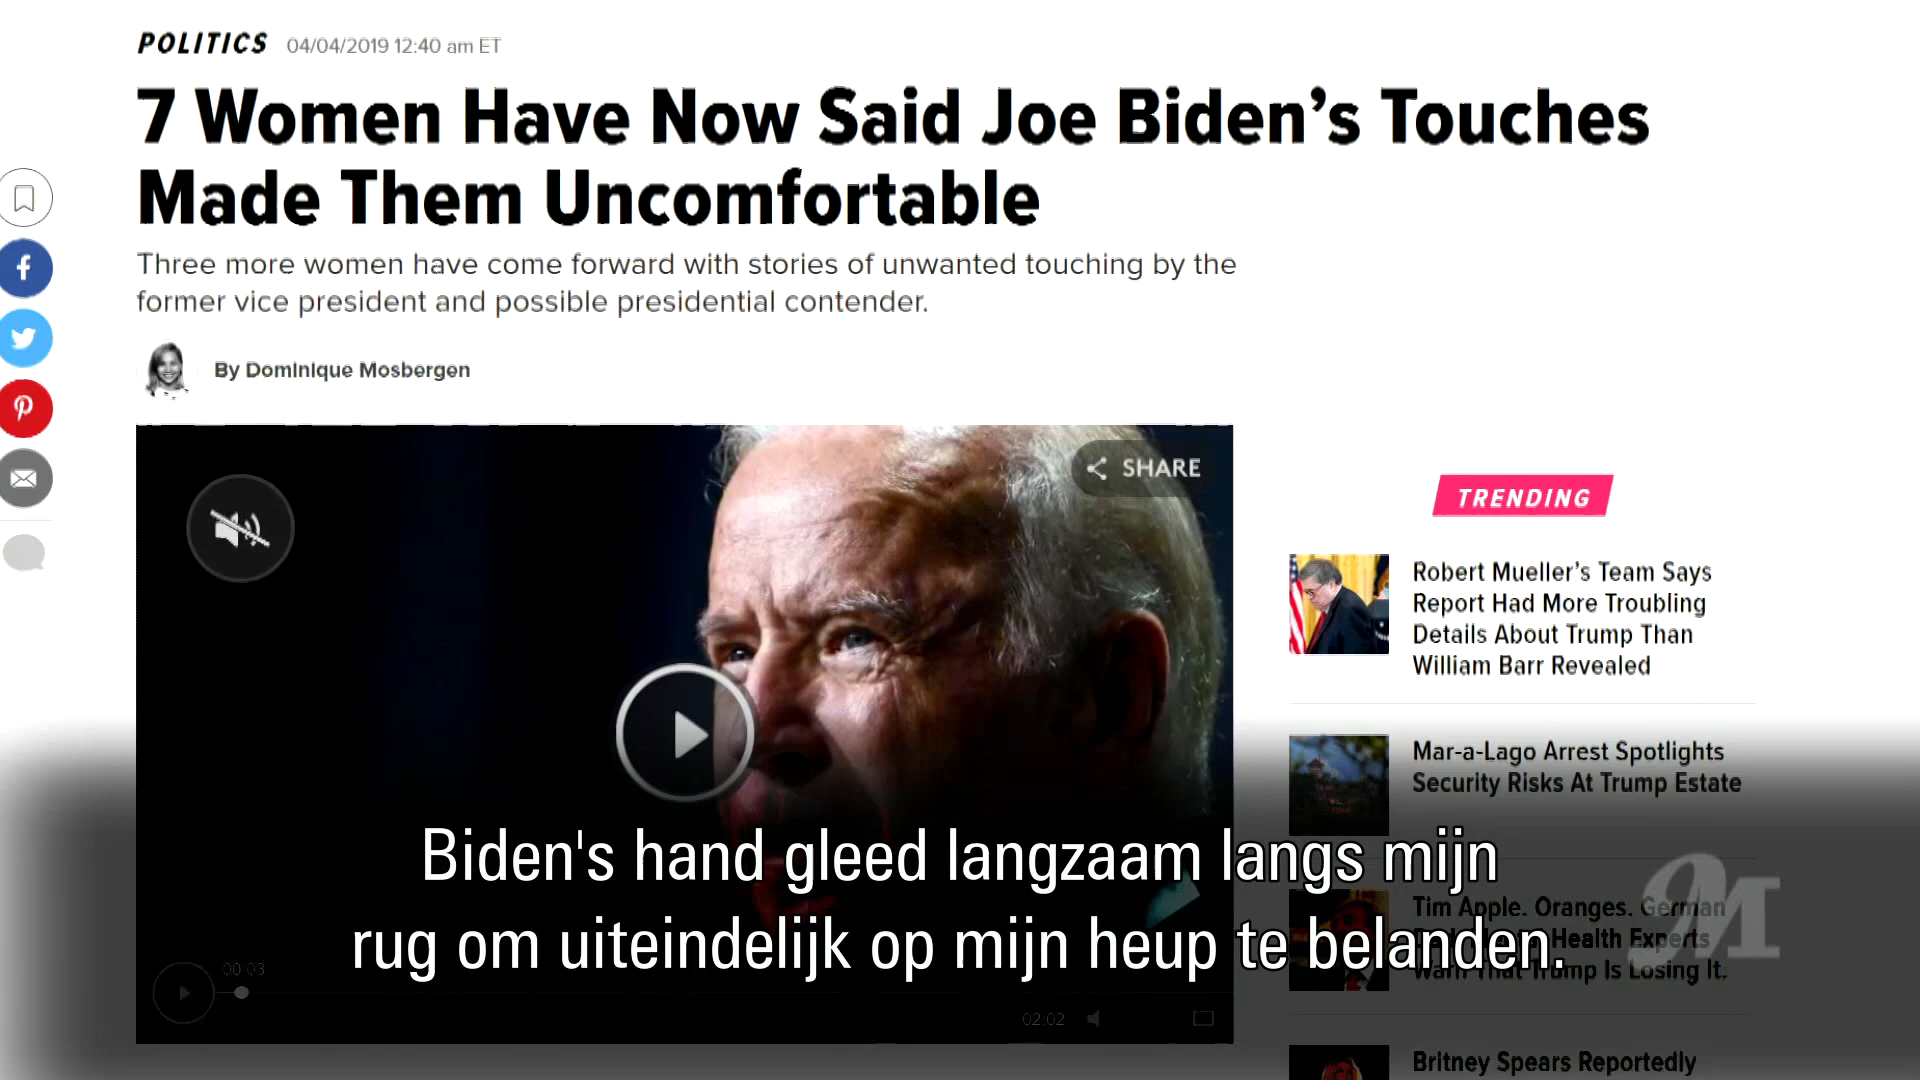 POLITICS 04/04/2019 12:40 am ET
7 Women Have Now Said Joe Biden’s Touches
Made Them Uncomfortable
Three more women have come forward with stories of unwanted touching by the
former vice president and possible presidential contender.
By Dominique Mosbergen
SHARE
00:03
02:02
TRENDING
Robert Mueller’s Team Says
Report Had More Troubling
Details About Trump Than
William Barr Revealed
Mar-a-Lago Arrest Spotlights
Security Risks At Trump Estate
Tim Apple. Oranges. German
Health Experts
Warn That Trump Is Losing It.
Britney Spears Reportedly
Biden's hand gleed langzaam langs mijn
rug om uiteindelijk op mijn heup te belanden.
M